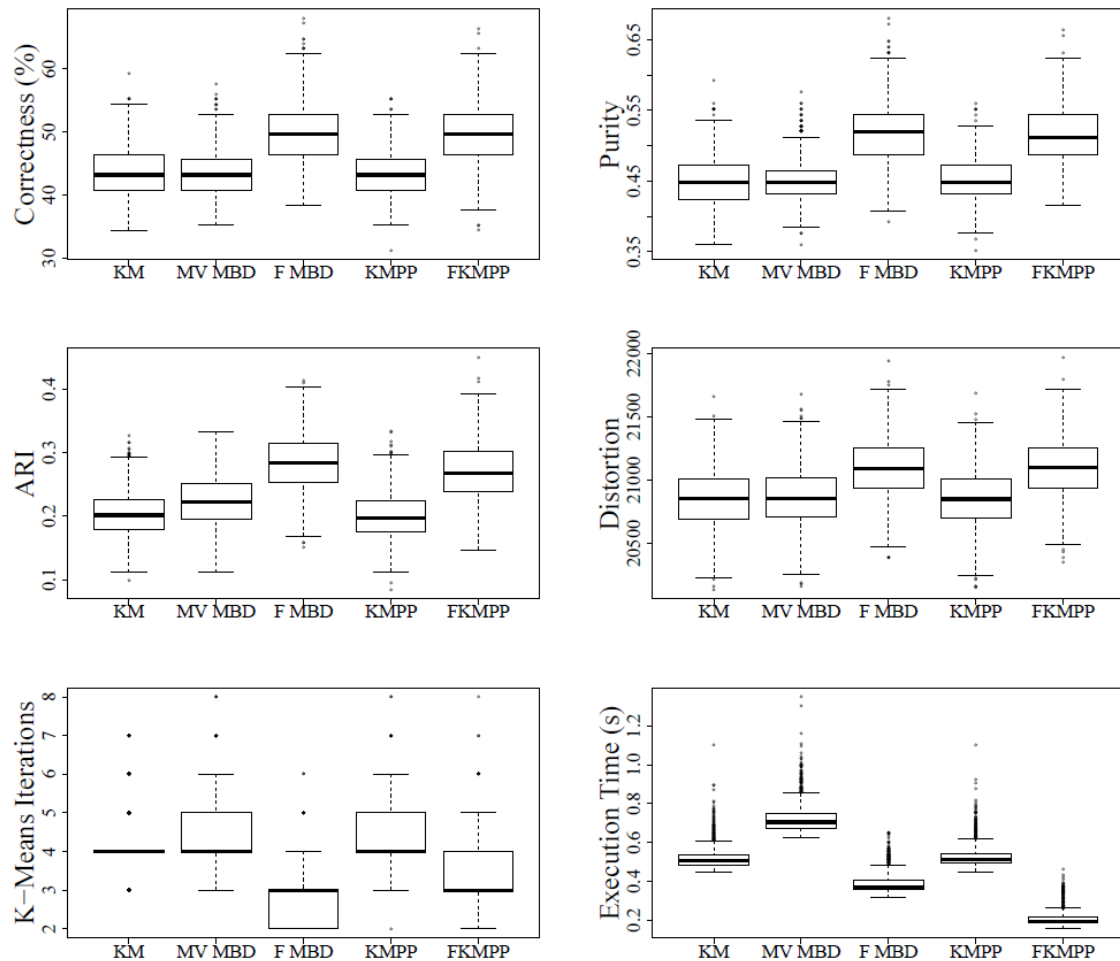 Correctness (%)
30 40 50 60
KM MV MBD F MBD KMPP FKMPP
Purity
0.35 0.45 0.55 0.65
KM MV MBD F MBD KMPP FKMPP
ARI
0.1 0.2 0.3 0.4
KM MV MBD F MBD KMPP FKMPP
Distortion
20500 21000 21500 22000
KM MV MBD F MBD KMPP FKMPP
K−Means Iterations
2 3 4 5 6 7 8
KM MV MBD F MBD KMPP FKMPP
Execution Time (s)
0.2 0.4 0.6 0.8 1.0 1.2
KM MV MBD F MBD KMPP FKMPP